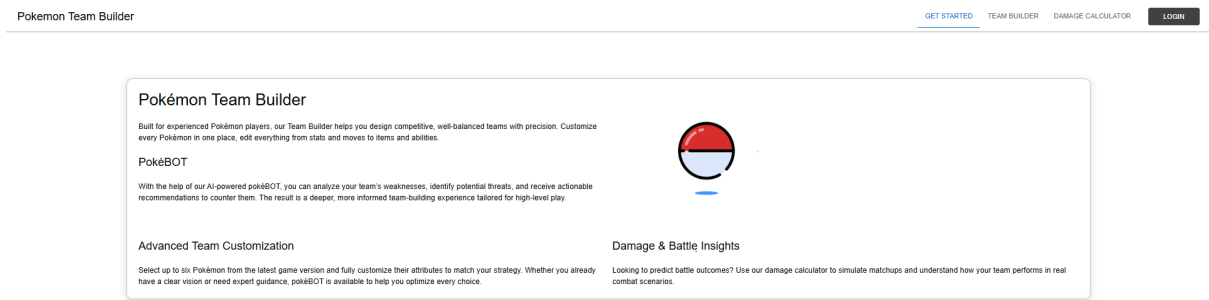 Pokemon Team Builder
GET STARTED
TEAM BUILDER
DAMAGE CALCULATOR
LOGIN
Pokémon Team Builder
Built for experienced Pokémon players, our Team Builder helps you design competitive, well-balanced teams with precision. Customize
every Pokémon in one place, edit everything from stats and moves to items and abilities.
PokéBOT
With the help of our AI-powered pokéBOT, you can analyze your team's weaknesses, identify potential threats, and receive actionable
recommendations to counter them. The result is a deeper, more informed team-building experience tailored for high-level play.
Advanced Team Customization
Select up to six Pokémon from the latest game version and fully customize their attributes to match your strategy. Whether you already
have a clear vision or need expert guidance, pokéBOT is available to help you optimize every choice.
Damage & Battle Insights
Looking to predict battle outcomes? Use our damage calculator to simulate matchups and understand how your team performs in real
combat scenarios.